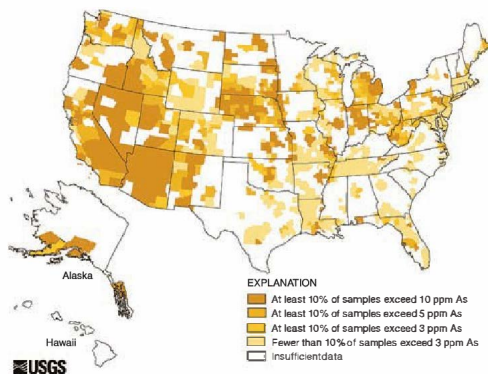 Alaska
Hawaii
USGS
EXPLANATION
At least 10% of samples exceed 10 ppm As
At least 10% of samples exceed 5 ppm As
At least 10% of samples exceed 3 ppm As
Fewer than 10% of samples exceed 3 ppm As
Insufficientdata